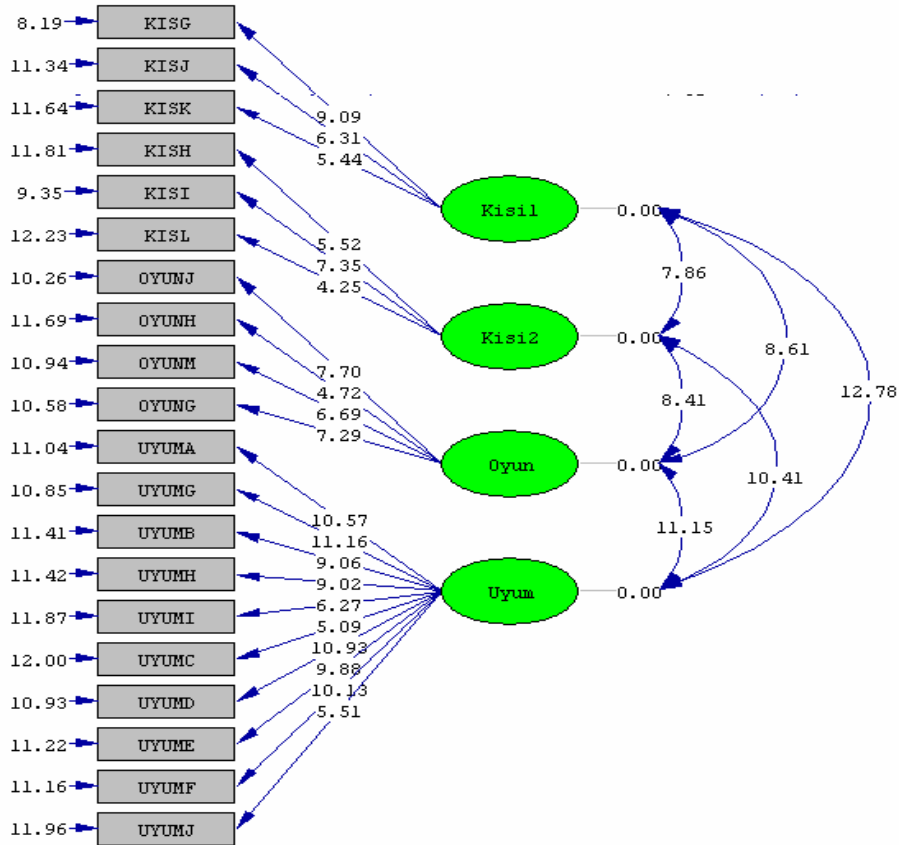 8.19 KISG
11.34 KISJ
11.64 KISK
11.81 KISH
9.35 KISI
12.23 KISL
10.26 OYUNJ
11.69 OYUNH
10.94 OYUNM
10.58 OYUNG
11.04 UYUMA
10.85 UYUMG
11.41 UYUMB
11.42 UYUMH
11.87 UYUMI
12.00 UYUMC
10.93 UYUMD
11.22 UYUME
11.16 UYUMF
11.96 UYUMJ
9.09
6.31
5.44
5.52
7.35
4.25
7.70
4.72
6.69
7.29
10.57
11.16
9.06
9.02
6.27
5.09
10.93
9.88
10.13
5.51
Kisi1 0.00
Kisi2 0.00
Oyun 0.00
Uyum 0.00
7.86
8.61
12.78
8.41
10.41
11.15